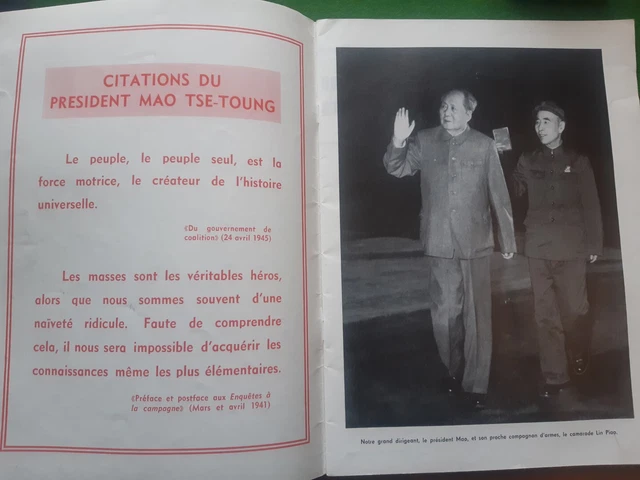 CITATIONS DU
PRESIDENT MAO TSE-TOUNG
Le peuple, le peuple seul, est la
force motrice, le créateur de l'histoire
universelle.
«Du gouvernement de
coalition» (24 avril 1945)
Les masses sont les véritables héros,
alors que nous sommes souvent d'une
naïveté ridicule. Faute de comprendre
cela, il nous sera impossible d'acquérir les
connaissances même les plus élémentaires.
«Préface et postface aux Enquêtes à
la campagne» (Mars et avril 1941)
Notre grand dirigeant, le président Mao, et son proche compagnon d'armes, le camarade Lin Piao.